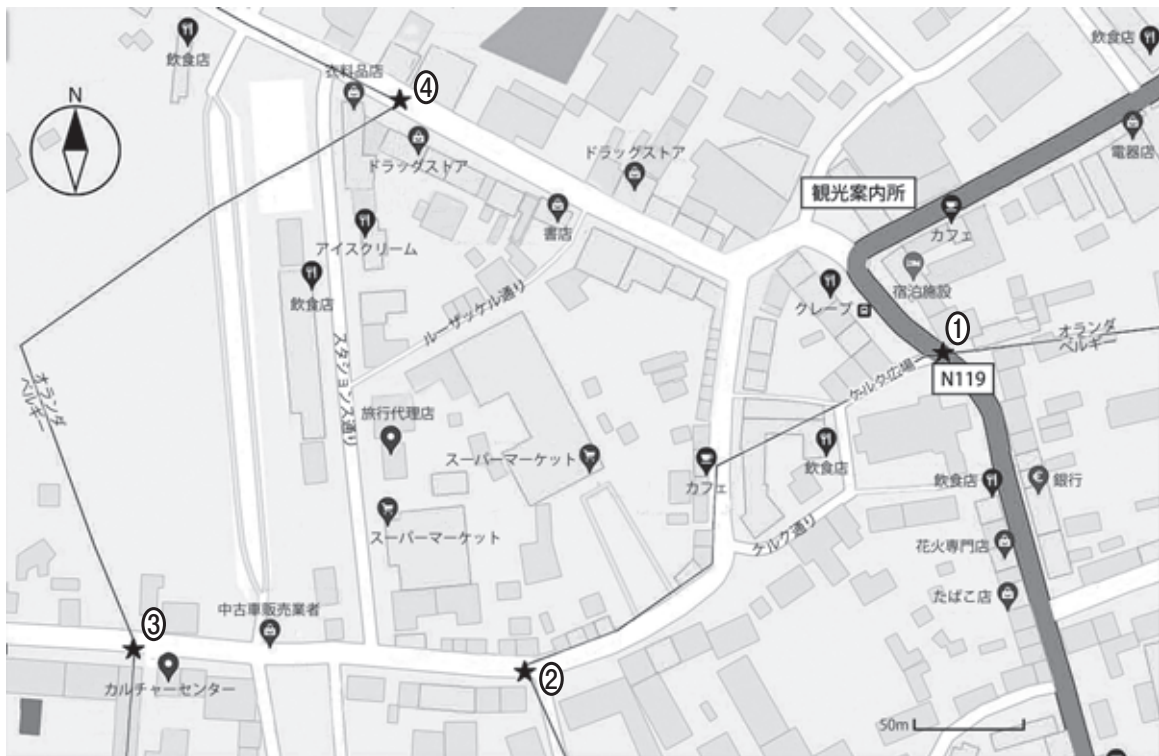 飲食店
N
衣料品店
④
ドラッグストア
ドラッグストア
飲食店
電器店
観光案内所
カフェ
書店
アイスクリーム
飲食店
ルーザッケル通り
クレープ
宿泊施設
①
オランダ
ベルギー
N119
ケルク広場
オランダ
ベルギー
スタションス通り
旅行代理店
スーパーマーケット
カフェ
飲食店
飲食店
銀行
スーパーマーケット
ケルク通り
花火専門店
たばこ店
中古車販売業者
③
カルチャーセンター
②
50m